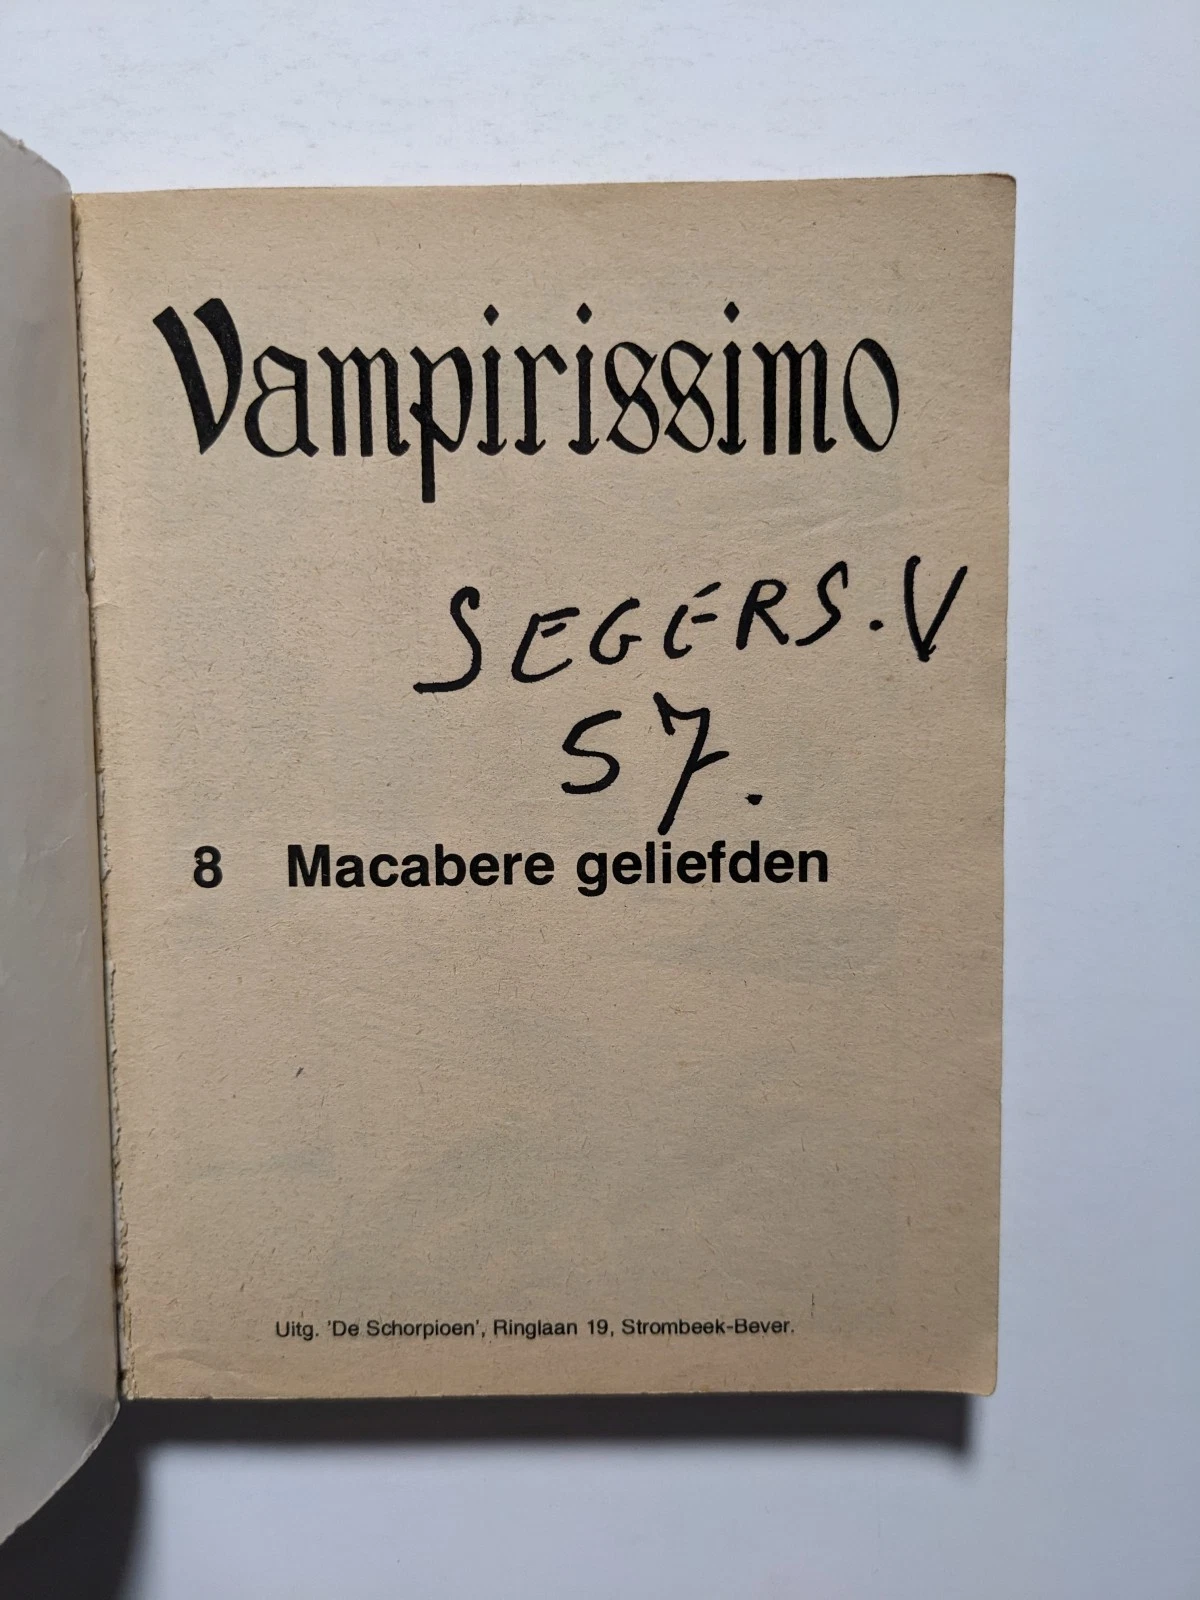 Vampirissimo
SEGERS.V
57.
8 Macabere geliefden
Uitg. 'De Schorpioen', Ringlaan 19, Strombeek-Bever.